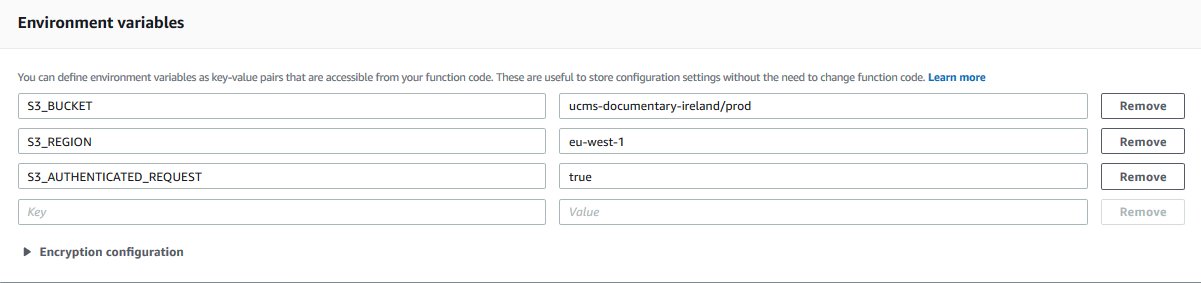 Environment variables
You can define environment variables as key-value pairs that are accessible from your function code. These are useful to store configuration settings without the need to change function code. Learn more
S3_BUCKET ucms-documentary-ireland/prod Remove
S3_REGION eu-west-1 Remove
S3_AUTHENTICATED_REQUEST true Remove
Key Value Remove
Encryption configuration